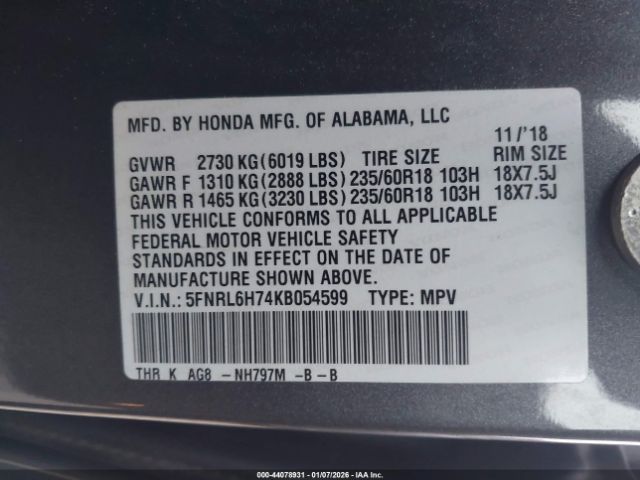 MFD. BY HONDA MFG. OF ALABAMA, LLC
11/'18
GVWR 2730 KG(6019 LBS) TIRE SIZE RIM SIZE
GAWR F 1310 KG(2888 LBS) 235/60R18 103H 18X7.5J
GAWR R 1465 KG(3230 LBS) 235/60R18 103H 18X7.5J
THIS VEHICLE CONFORMS TO ALL APPLICABLE
FEDERAL MOTOR VEHICLE SAFETY
STANDARDS IN EFFECT ON THE DATE OF
MANUFACTURE SHOWN ABOVE.
V.I.N.: 5FNRL6H74KB054599 TYPE: MPV
THR K AG8 -NH797M -B -B
000-44078931 - 01/07/2026 - IAA Inc.